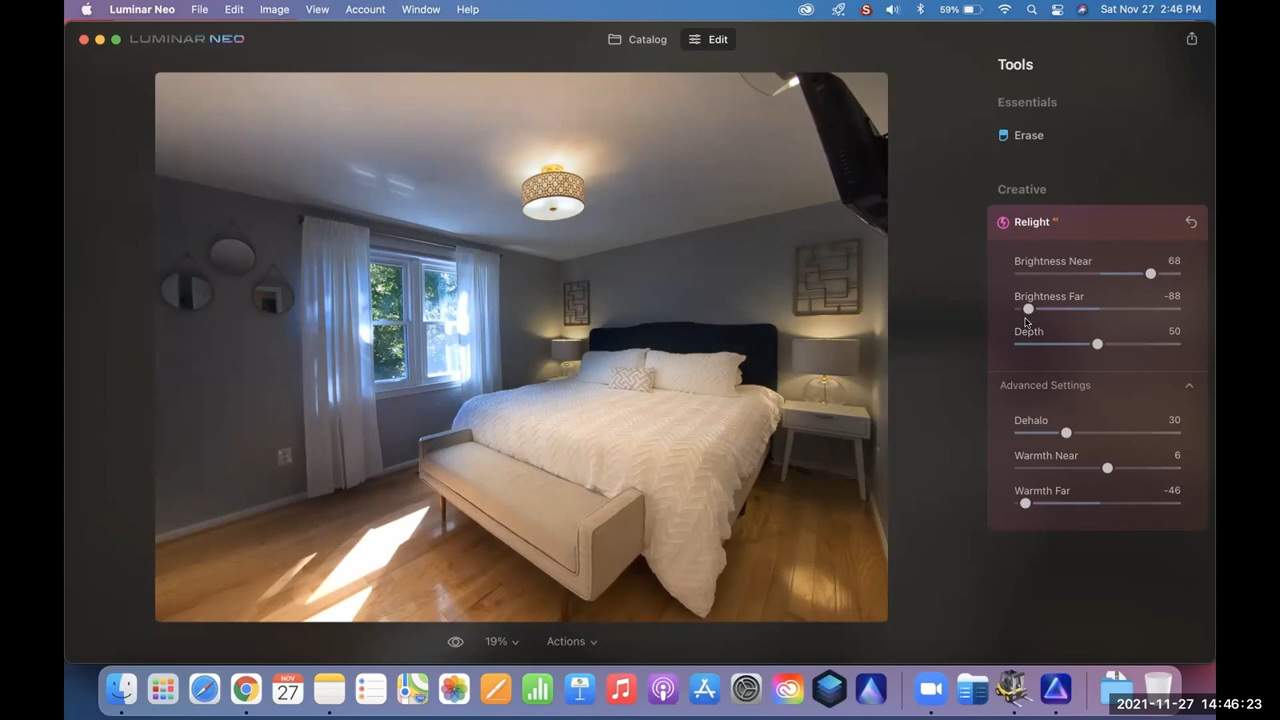 Luminar Neo File Edit Image View Account Window Help 59% Sat Nov 27 2:46 PM
LUMINAR NEO Catalog Edit
Tools
Essentials
Erase
Creative
Relight AI
Brightness Near 68
Brightness Far -88
Depth 50
Advanced Settings
Dehalo 30
Warmth Near 6
Warmth Far -46
19% Actions
NOV
27
2021-11-27 14:46:23